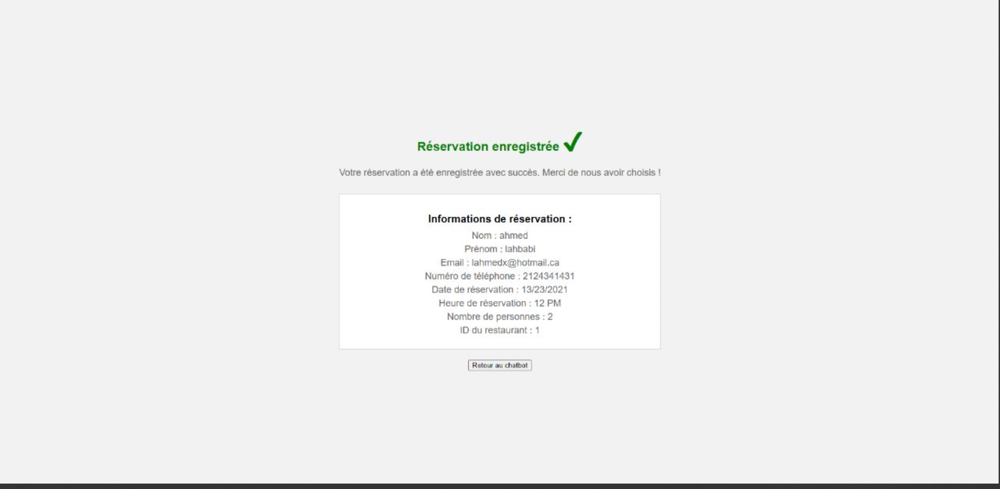 Réservation enregistrée ✓
Votre réservation a été enregistrée avec succès. Merci de nous avoir choisis !
Informations de réservation :
Nom : ahmed
Prénom : lahbabi
Email : lahmedx@hotmail.ca
Numéro de téléphone : 2124341431
Date de réservation : 13/23/2021
Heure de réservation : 12 PM
Nombre de personnes : 2
ID du restaurant : 1
Retour au chatbot